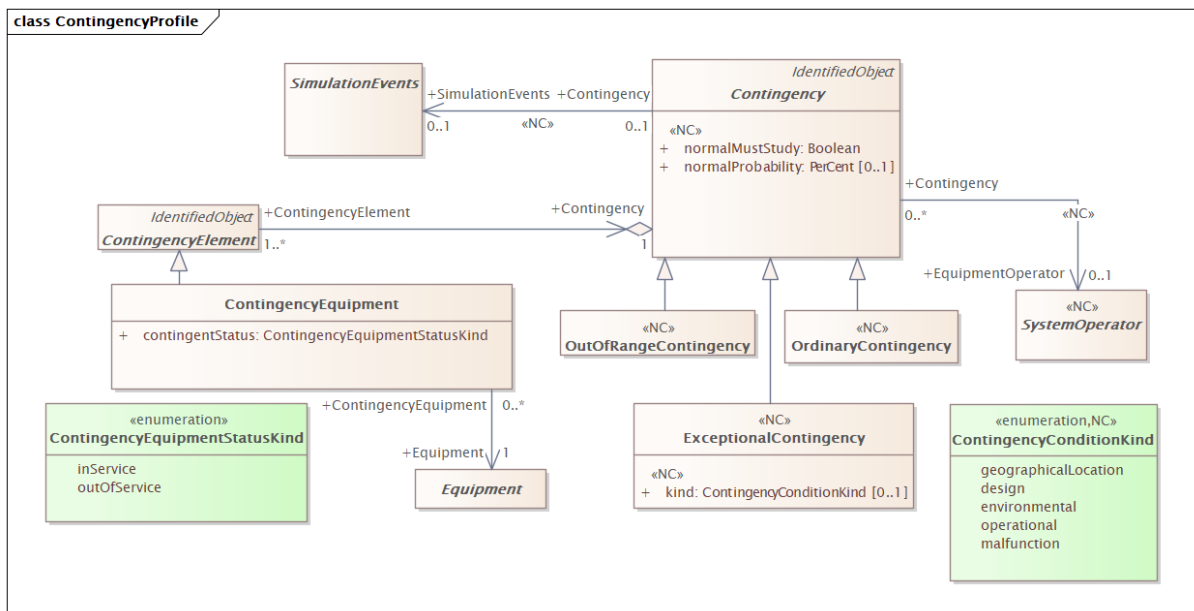 class ContingencyProfile
SimulationEvents
+SimulationEvents +Contingency
0..1 «NC» 0..1
IdentifiedObject
Contingency
«NC»
+ normalMustStudy: Boolean
+ normalProbability: PerCent [0..1]
+Contingency
0..*
«NC»
+EquipmentOperator
0..1
IdentifiedObject
ContingencyElement
+ContingencyElement
1..*
+Contingency
1
ContingencyEquipment
+ contingentStatus: ContingencyEquipmentStatusKind
«NC»
OutOfRangeContingency
«NC»
OrdinaryContingency
«NC»
SystemOperator
+ContingencyEquipment 0..*
+Equipment 1
Equipment
«enumeration»
ContingencyEquipmentStatusKind
inService
outOfService
«NC»
ExceptionalContingency
«NC»
+ kind: ContingencyConditionKind [0..1]
«enumeration,NC»
ContingencyConditionKind
geographicalLocation
design
environmental
operational
malfunction